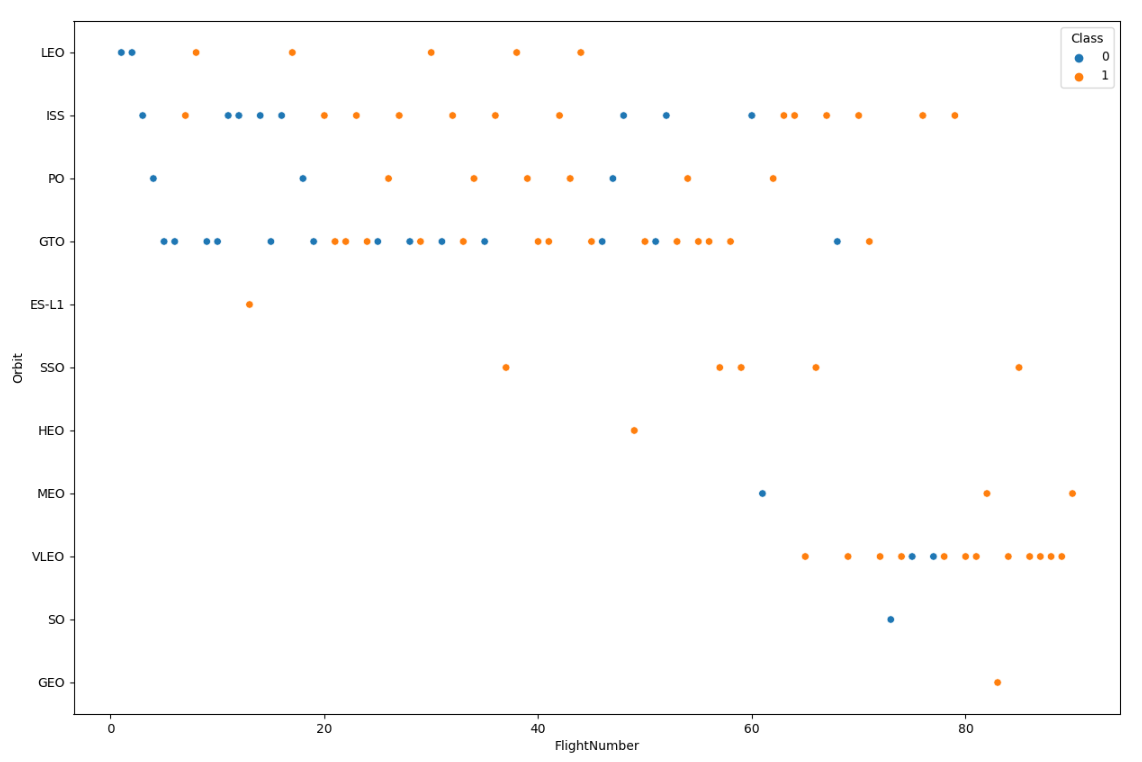 Class
0
1
Orbit
LEO
ISS
PO
GTO
ES-L1
SSO
HEO
MEO
VLEO
SO
GEO
0 20 40 60 80
FlightNumber